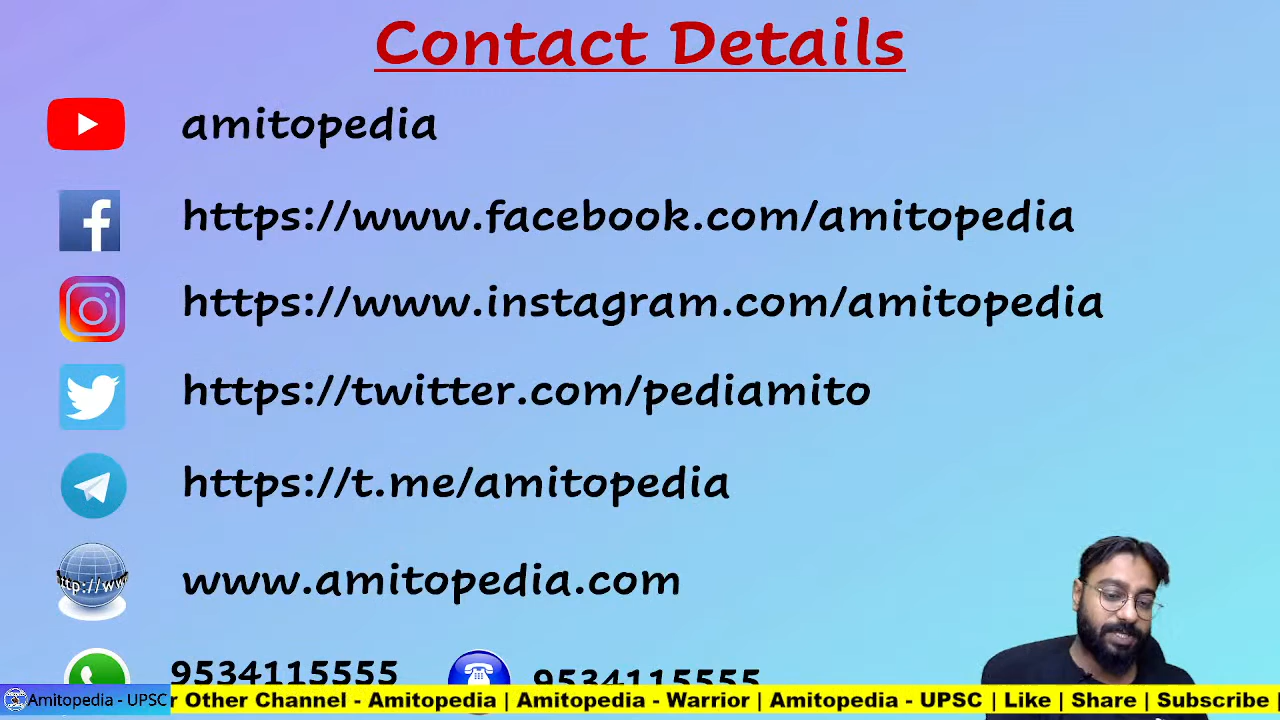 Contact Details
amitopedia
https://www.facebook.com/amitopedia
https://www.instagram.com/amitopedia
https://twitter.com/pediamito
https://t.me/amitopedia
www.amitopedia.com
9534115555 9534115555
Amitopedia - UPSC r Other Channel - Amitopedia | Amitopedia - Warrior | Amitopedia - UPSC | Like | Share | Subscribe |